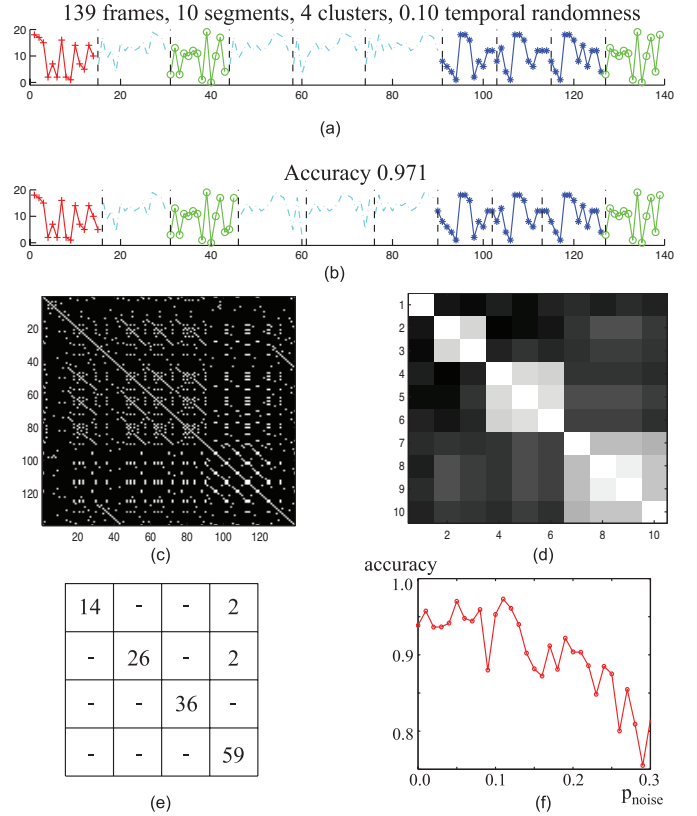 139 frames, 10 segments, 4 clusters, 0.10 temporal randomness
20
10
0
0 20 40 60 80 100 120 140
(a)
Accuracy 0.971
20
10
0
0 20 40 60 80 100 120 140
(b)
20
40
60
80
100
120
20 40 60 80 100 120
(c)
1
2
3
4
5
6
7
8
9
10
2 4 6 8 10
(d)
14 - - 2
- 26 - 2
- - 36 -
- - - 59
(e)
accuracy
1.0
0.9
0.8
0.0 0.1 0.2 0.3
p_noise
(f)